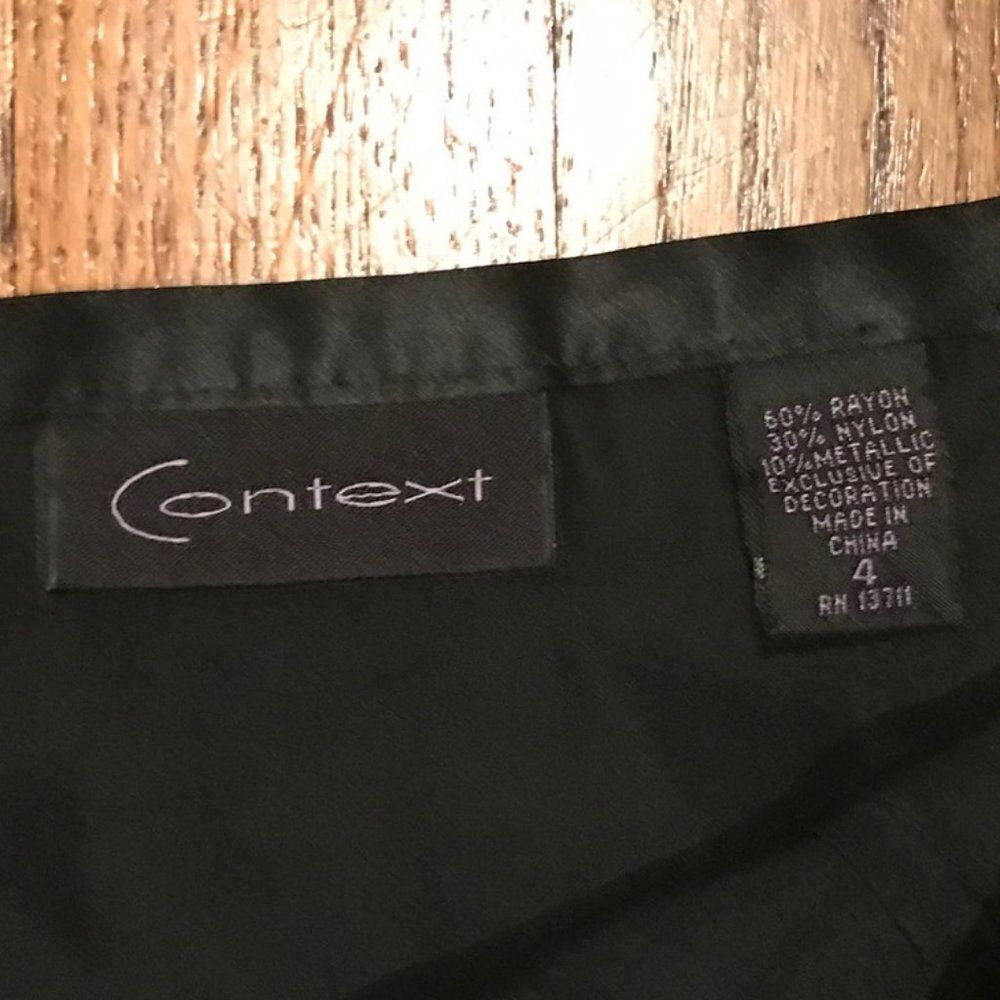 Context
60% RAYON
30% NYLON
10% METALLIC
EXCLUSIVE OF
DECORATION
MADE IN
CHINA
4
RN 13711